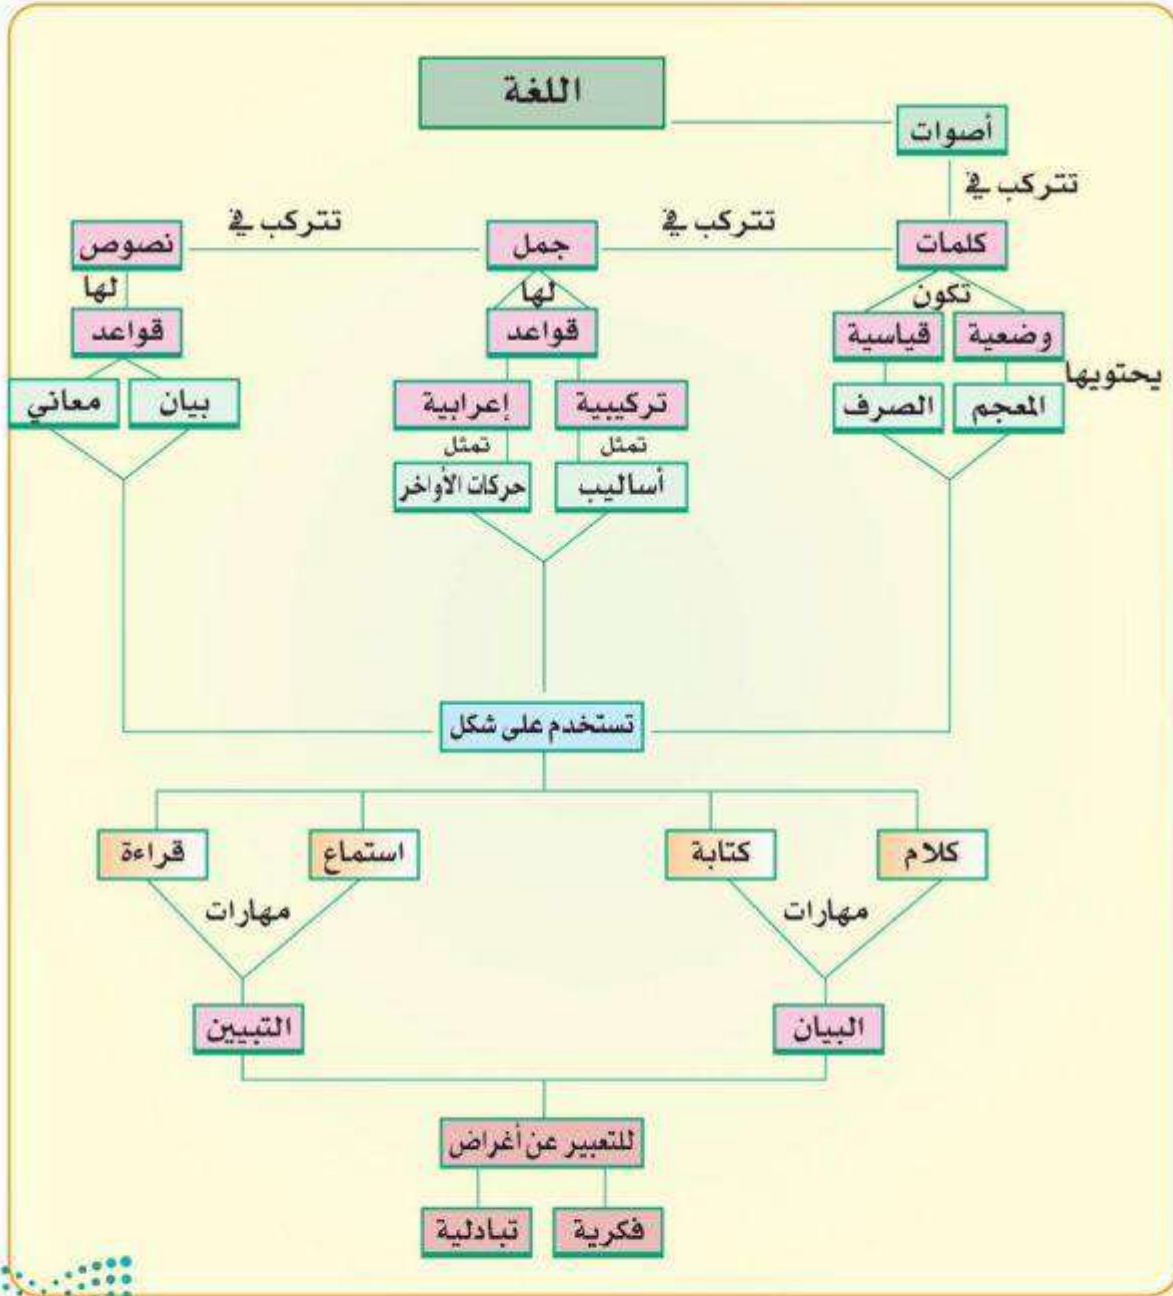 اللغة
أصوات
تتركب في
كلمات
تتركب في
جمل
تتركب في
نصوص
تكون
لها
لها
وضعية
قياسية
قواعد
قواعد
يحتويها
المعجم
الصرف
تركيبية
إعرابية
بيان
معاني
تمثل
تمثل
أساليب
حركات الأواخر
تستخدم على شكل
كلام
كتابة
استماع
قراءة
مهارات
مهارات
البيان
التبيين
للتعبير عن أغراض
فكرية
تبادلية